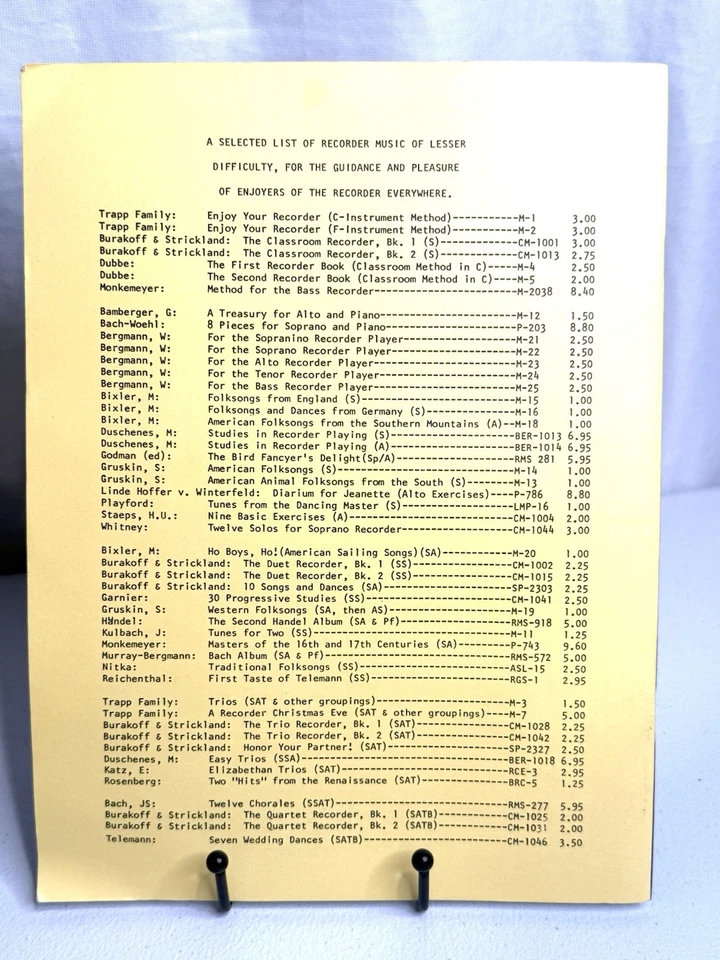 A SELECTED LIST OF RECORDER MUSIC OF LESSER
DIFFICULTY, FOR THE GUIDANCE AND PLEASURE
OF ENJOYERS OF THE RECORDER EVERYWHERE.
Trapp Family: Enjoy Your Recorder (C-Instrument Method)-----------M-1 3.00
Trapp Family: Enjoy Your Recorder (F-Instrument Method)-----------M-2 3.00
Burakoff & Strickland: The Classroom Recorder, Bk. 1 (S)-------------CM-1001 3.00
Burakoff & Strickland: The Classroom Recorder, Bk. 2 (S)-------------CM-1013 2.75
Dubbe: The First Recorder Book (Classroom Method in C)-----M-4 2.50
Dubbe: The Second Recorder Book (Classroom Method in C)----M-5 2.00
Monkemeyer: Method for the Bass Recorder------------------------M-2038 8.40
Bamberger, G: A Treasury for Alto and Piano-----------------------M-12 1.50
Bach-Woehl: 8 Pieces for Soprano and Piano----------------------P-203 8.80
Bergmann, W: For the Sopranino Recorder Player-------------------M-21 2.50
Bergmann, W: For the Soprano Recorder Player---------------------M-22 2.50
Bergmann, W: For the Alto Recorder Player------------------------M-23 2.50
Bergmann, W: For the Tenor Recorder Player-----------------------M-24 2.50
Bergmann, W: For the Bass Recorder Player------------------------M-25 2.50
Bixler, M: Folksongs from England (S)--------------------------M-15 1.00
Bixler, M: Folksongs and Dances from Germany (S)---------------M-16 1.00
Bixler, M: American Folksongs from the Southern Mountains (A)--M-18 1.00
Duschenes, M: Studies in Recorder Playing (S)---------------------BER-1013 6.95
Duschenes, M: Studies in Recorder Playing (A)---------------------BER-1014 6.95
Godman (ed): The Bird Fancyer's Delight(Sp/A)--------------------RMS 281 5.95
Gruskin, S: American Folksongs (S)------------------------------M-14 1.00
Gruskin, S: American Animal Folksongs from the South (S)--------M-13 1.00
Linde Hoffer v. Winterfeld: Diarium for Jeanette (Alto Exercises)----P-786 8.80
Playford: Tunes from the Dancing Master (S)-------------------LMP-16 1.00
Staeps, H.U.: Nine Basic Exercises (A)----------------------------CM-1004 2.00
Whitney: Twelve Solos for Soprano Recorder-------------------CM-1044 3.00
Bixler, M: Ho Boys, Ho!(American Sailing Songs)(SA)------------M-20 1.00
Burakoff & Strickland: The Duet Recorder, Bk. 1 (SS)-----------------CM-1002 2.25
Burakoff & Strickland: The Duet Recorder, Bk. 2 (SS)-----------------CM-1015 2.25
Burakoff & Strickland: 10 Songs and Dances (SA)----------------------SP-2303 2.25
Garnier: 30 Progressive Studies (SS)-------------------------CM-1041 2.50
Gruskin, S: Western Folksongs (SA, then AS)---------------------M-19 1.00
Handel: The Second Handel Album (SA & Pf)-------------------RMS-918 5.00
Kulbach, J: Tunes for Two (SS)----------------------------------M-11 1.25
Monkemeyer: Masters of the 16th and 17th Centuries (SA)---------P-743 9.60
Murray-Bergmann: Bach Album (SA & Pf)--------------------------------RMS-572 5.00
Nitka: Traditional Folksongs (SS)--------------------------ASL-15 2.50
Reichenthal: First Taste of Telemann (SS)------------------------RGS-1 2.95
Trapp Family: Trios (SAT & other groupings)-----------------------M-3 1.50
Trapp Family: A Recorder Christmas Eve (SAT & other groupings)----M-7 5.00
Burakoff & Strickland: The Trio Recorder, Bk. 1 (SAT)----------------CM-1028 2.25
Burakoff & Strickland: The Trio Recorder, Bk. 2 (SAT)----------------CM-1042 2.25
Burakoff & Strickland: Honor Your Partner! (SAT)---------------------SP-2327 2.50
Duschenes, M: Easy Trios (SSA)------------------------------------BER-1018 6.95
Katz, E: Elizabethan Trios (SAT)-----------------------------RCE-3 2.95
Rosenberg: Two "Hits" from the Renaissance (SAT)---------------BRC-5 1.25
Bach, JS: Twelve Chorales (SSAT)------------------------------RMS-277 5.95
Burakoff & Strickland: The Quartet Recorder, Bk. 1 (SATB)------------CM-1025 2.00
Burakoff & Strickland: The Quartet Recorder, Bk. 2 (SATB)------------CM-1031 2.00
Telemann: Seven Wedding Dances (SATB)-------------------------CM-1046 3.50